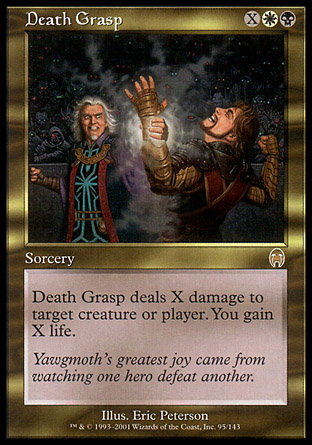 Death Grasp X
Sorcery
Death Grasp deals X damage to
target creature or player. You gain
X life.
Yawgmoth's greatest joy came from
watching one hero defeat another.
Illus. Eric Peterson
™ & © 1993–2001 Wizards of the Coast, Inc. 95/143